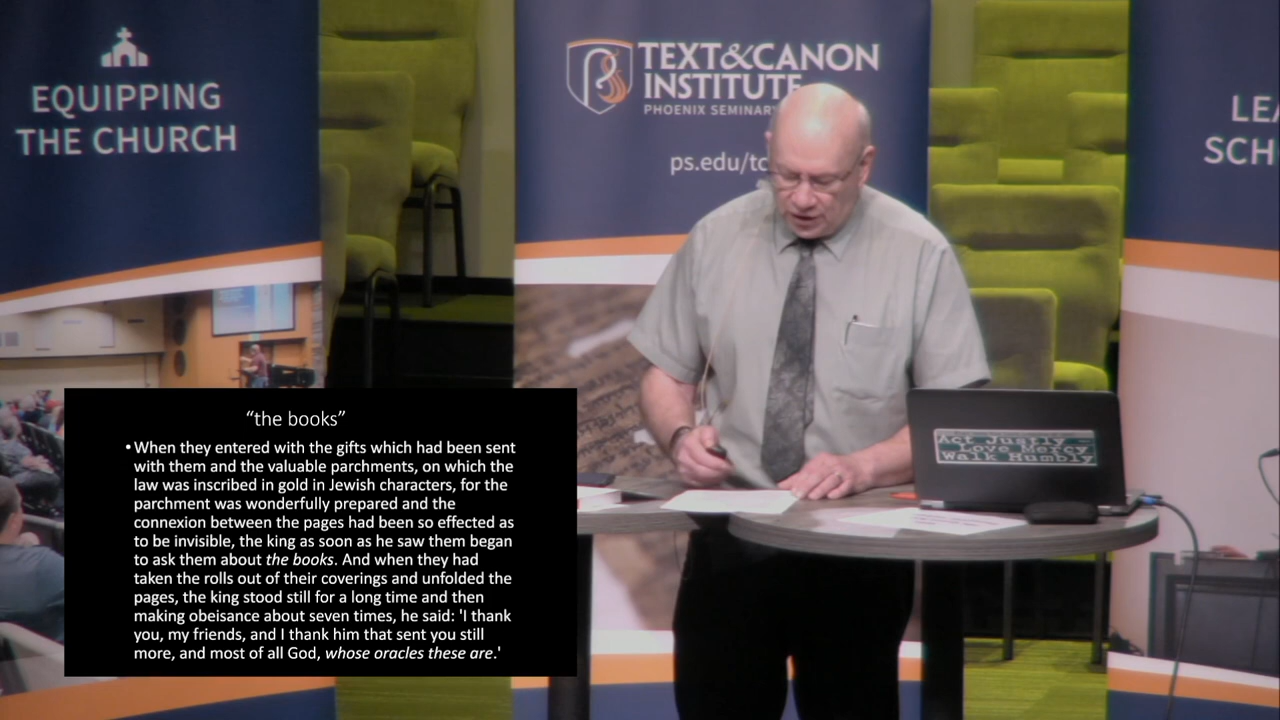 EQUIPPING
THE CHURCH
TEXT&CANON
INSTITUTE
PHOENIX SEMINARY
ps.edu/tc
LEA
SCH
Act Justly
Love Mercy
Walk Humbly
“the books”
• When they entered with the gifts which had been sent
with them and the valuable parchments, on which the
law was inscribed in gold in Jewish characters, for the
parchment was wonderfully prepared and the
connexion between the pages had been so effected as
to be invisible, the king as soon as he saw them began
to ask them about the books. And when they had
taken the rolls out of their coverings and unfolded the
pages, the king stood still for a long time and then
making obeisance about seven times, he said: 'I thank
you, my friends, and I thank him that sent you still
more, and most of all God, whose oracles these are.'